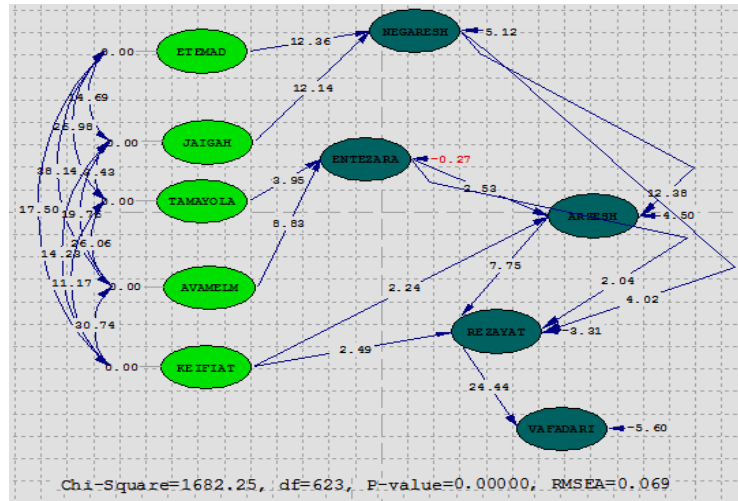 0.00 ETEMAD 12.36 NEGARESH 5.12
14.69 12.14
26.98
0.00 JAIGAH
ENTEZARA -0.27
38.14
0.00 TAMAYOLA 3.95 2.53 12.38
17.50 19.76 ARSESH 4.50
8.83
14.23 26.06
7.75
11.17 0.00 AVAMELM 2.24 2.04
4.02
30.74 REZAYAT 3.31
2.49
0.00 KEIFIAT
24.44
VAFADARI 5.60
Chi-Square=1682.25, df=623, P-value=0.00000, RMSEA=0.069